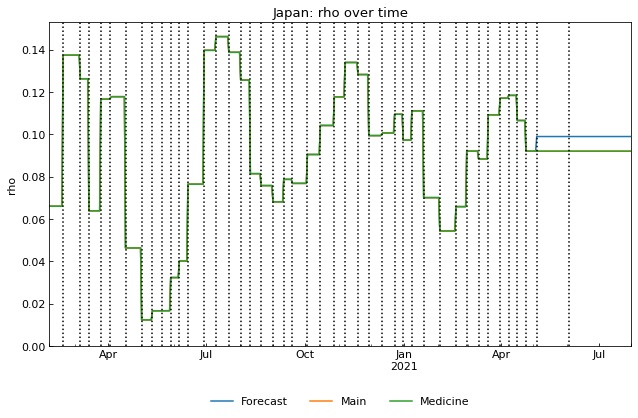 Japan: rho over time
0.14
0.12
0.10
0.08
0.06
0.04
0.02
0.00
rho
Apr
Jul
Oct
Jan
2021
Apr
Jul
Forecast
Main
Medicine